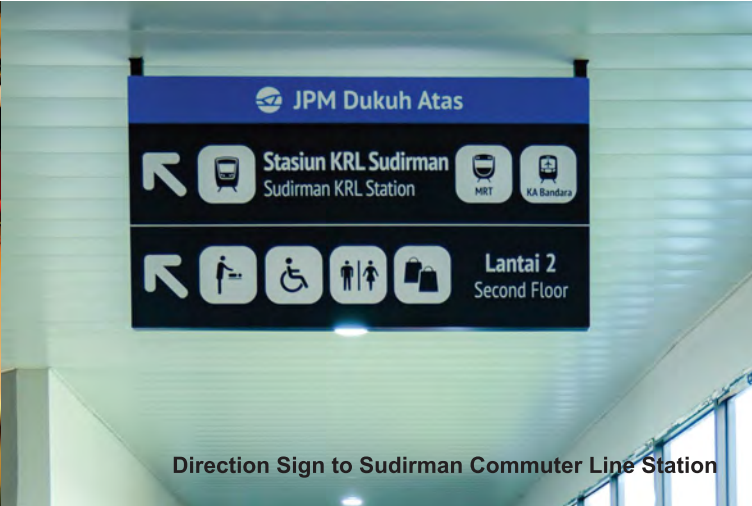 JPM Dukuh Atas
Stasiun KRL Sudirman
Sudirman KRL Station
MRT
KA Bandara
Lantai 2
Second Floor
Direction Sign to Sudirman Commuter Line Station